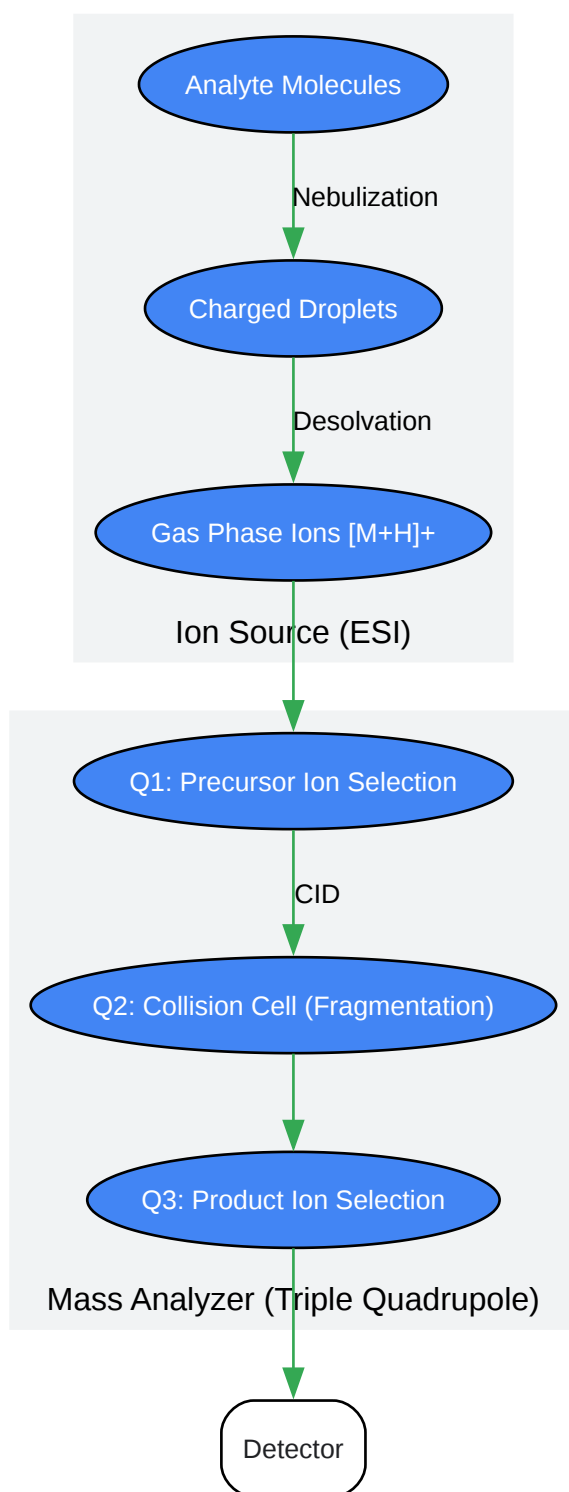 Analyte Molecules
Nebulization
Charged Droplets
Desolvation
Gas Phase Ions [M+H]+
Ion Source (ESI)
Q1: Precursor Ion Selection
CID
Q2: Collision Cell (Fragmentation)
Q3: Product Ion Selection
Mass Analyzer (Triple Quadrupole)
Detector